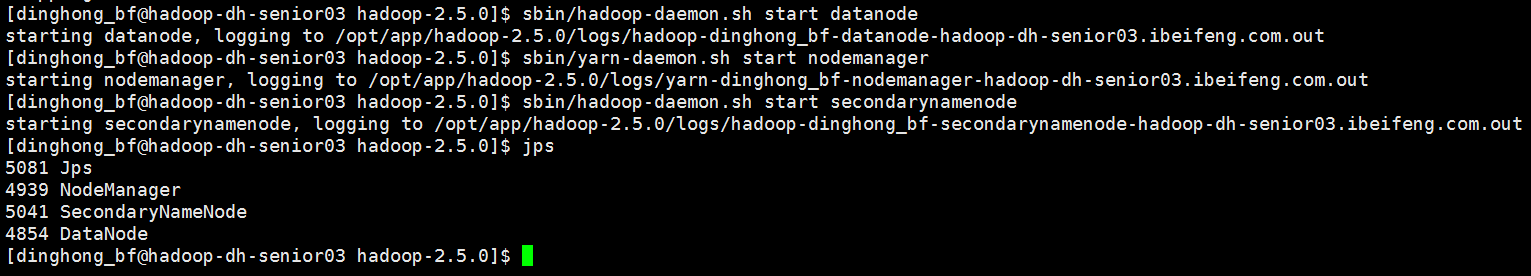 [dinghong_bf@hadoop-dh-senior03 hadoop-2.5.0]$ sbin/hadoop-daemon.sh start datanode
starting datanode, logging to /opt/app/hadoop-2.5.0/logs/hadoop-dinghong_bf-datanode-hadoop-dh-senior03.ibeifeng.com.out
[dinghong_bf@hadoop-dh-senior03 hadoop-2.5.0]$ sbin/yarn-daemon.sh start nodemanager
starting nodemanager, logging to /opt/app/hadoop-2.5.0/logs/yarn-dinghong_bf-nodemanager-hadoop-dh-senior03.ibeifeng.com.out
[dinghong_bf@hadoop-dh-senior03 hadoop-2.5.0]$ sbin/hadoop-daemon.sh start secondarynamenode
starting secondarynamenode, logging to /opt/app/hadoop-2.5.0/logs/hadoop-dinghong_bf-secondarynamenode-hadoop-dh-senior03.ibeifeng.com.out
[dinghong_bf@hadoop-dh-senior03 hadoop-2.5.0]$ jps
5081 Jps
4939 NodeManager
5041 SecondaryNameNode
4854 DataNode
[dinghong_bf@hadoop-dh-senior03 hadoop-2.5.0]$